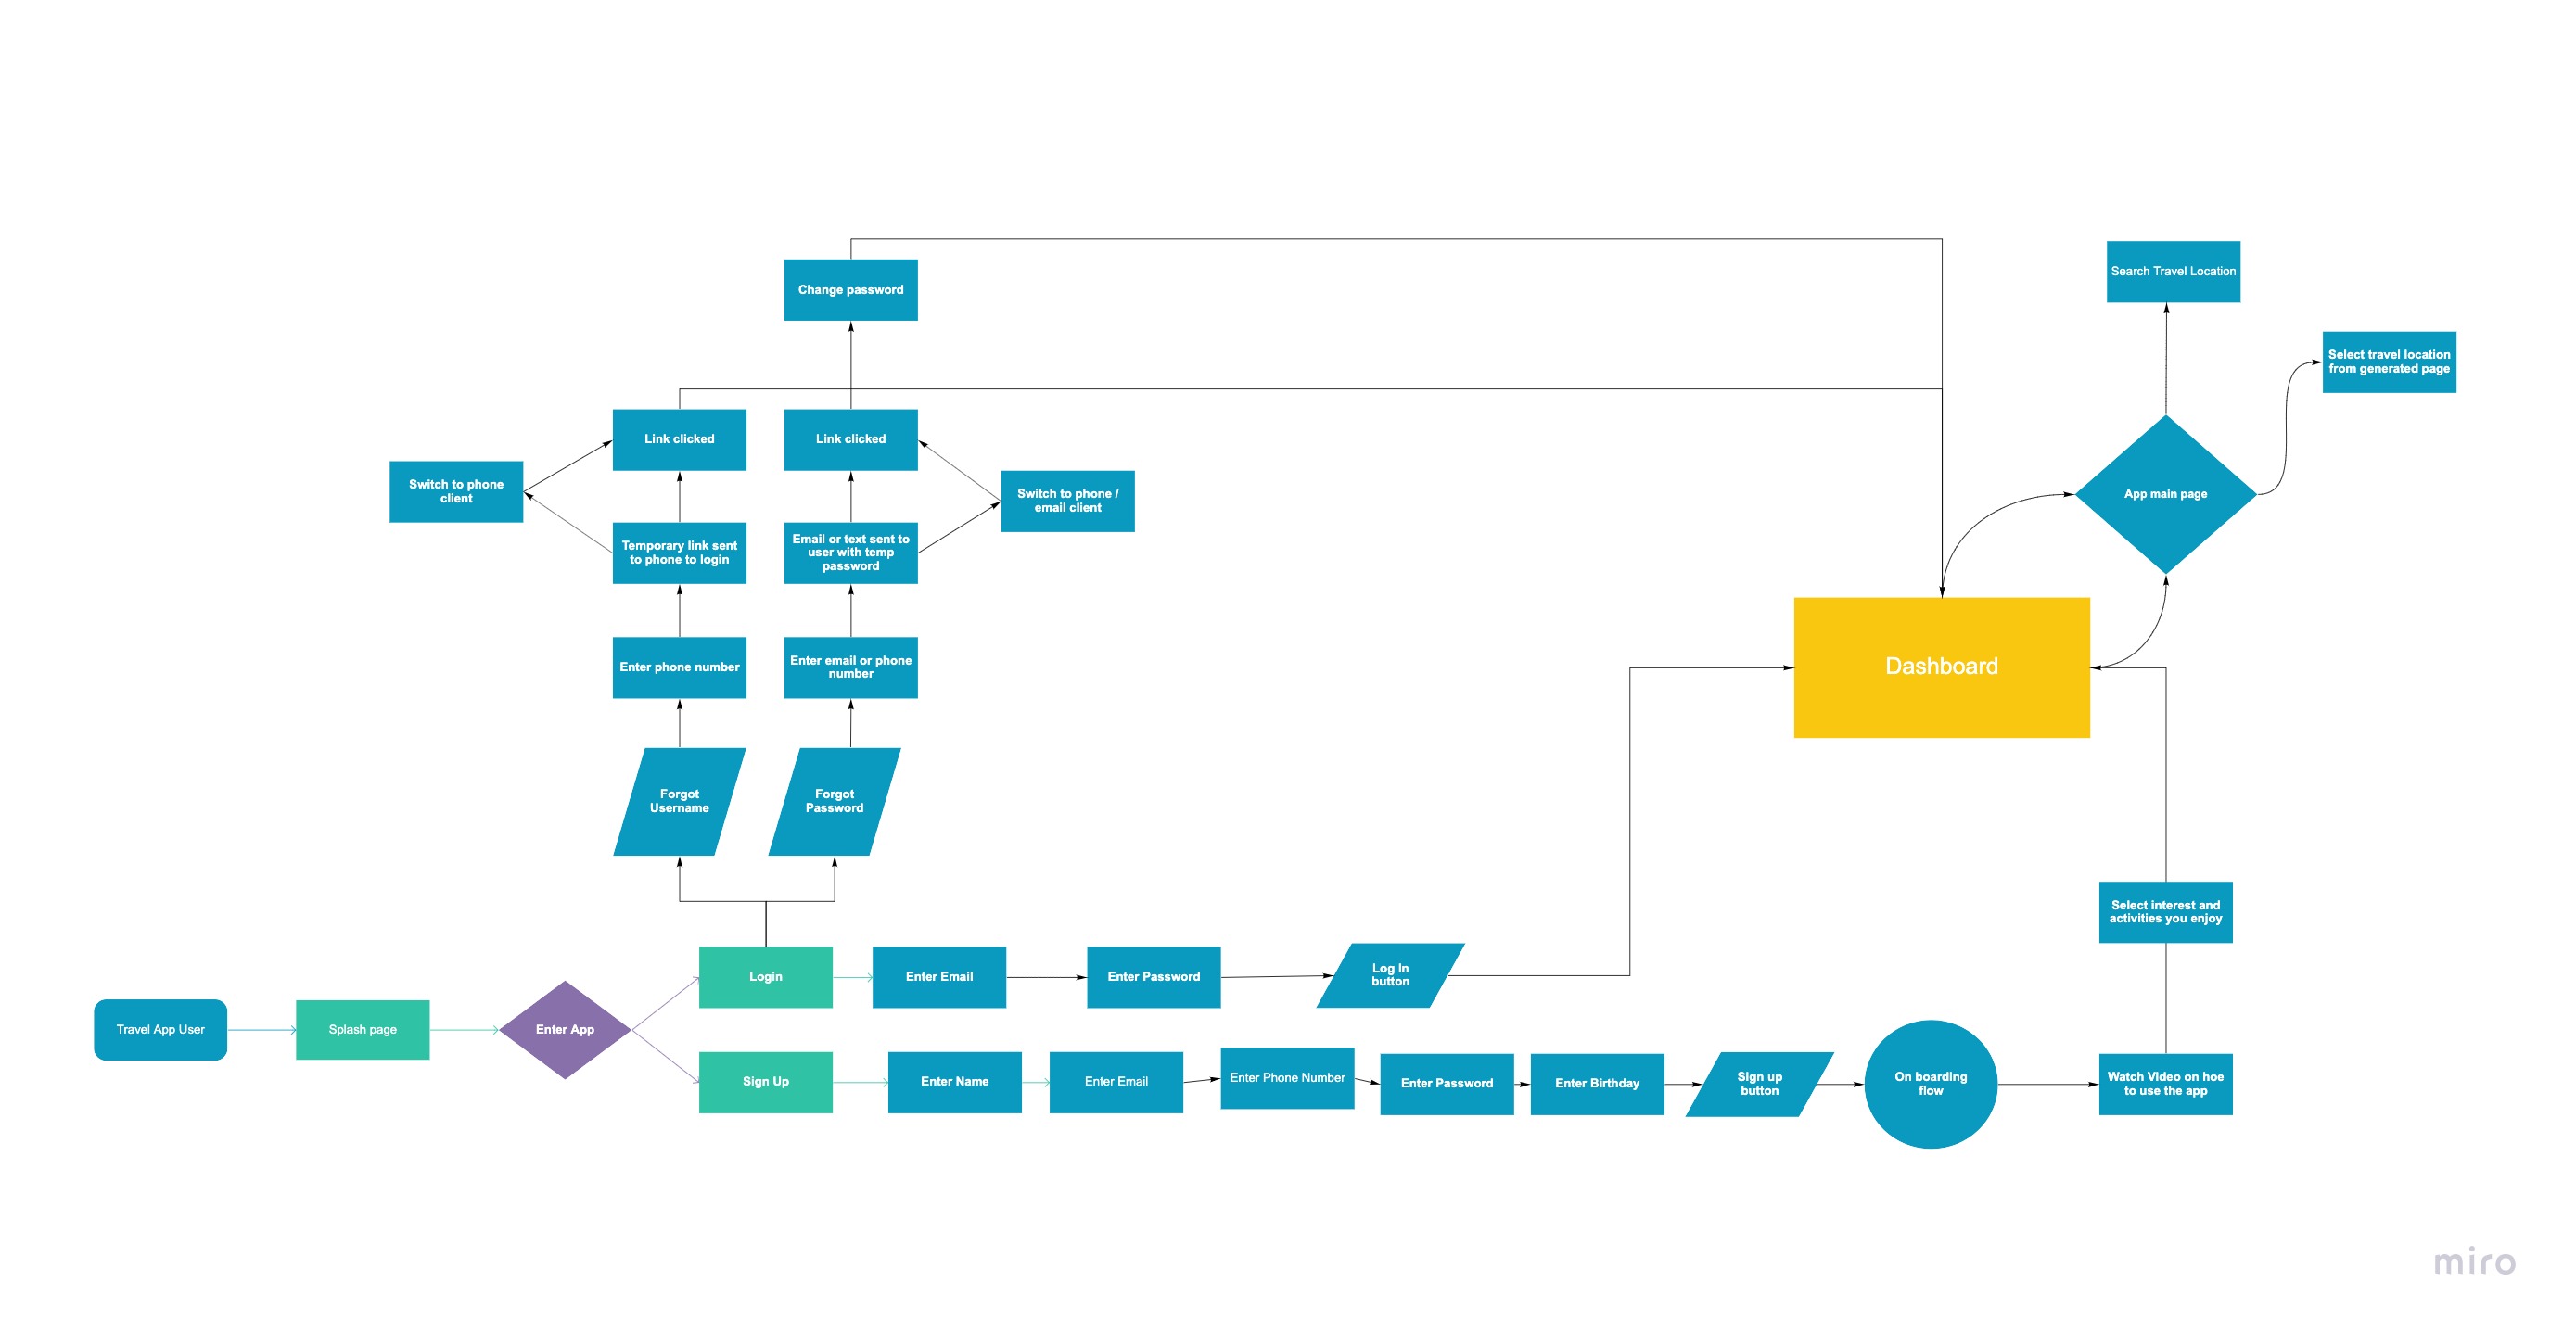 Search Travel Location
Change password
Select travel location
from generated page
Link clicked
Link clicked
Switch to phone
client
Switch to phone /
email client
App main page
Temporary link sent
to phone to login
Email or text sent to
user with temp
password
Enter phone number
Enter email or phone
number
Dashboard
Forgot
Username
Forgot
Password
Select interest and
activities you enjoy
Login
Enter Email
Enter Password
Log In
button
Travel App User
Splash page
Enter App
Sign Up
Enter Name
Enter Email
Enter Phone Number
Enter Password
Enter Birthday
Sign up
button
On boarding
flow
Watch Video on hoe
to use the app
miro